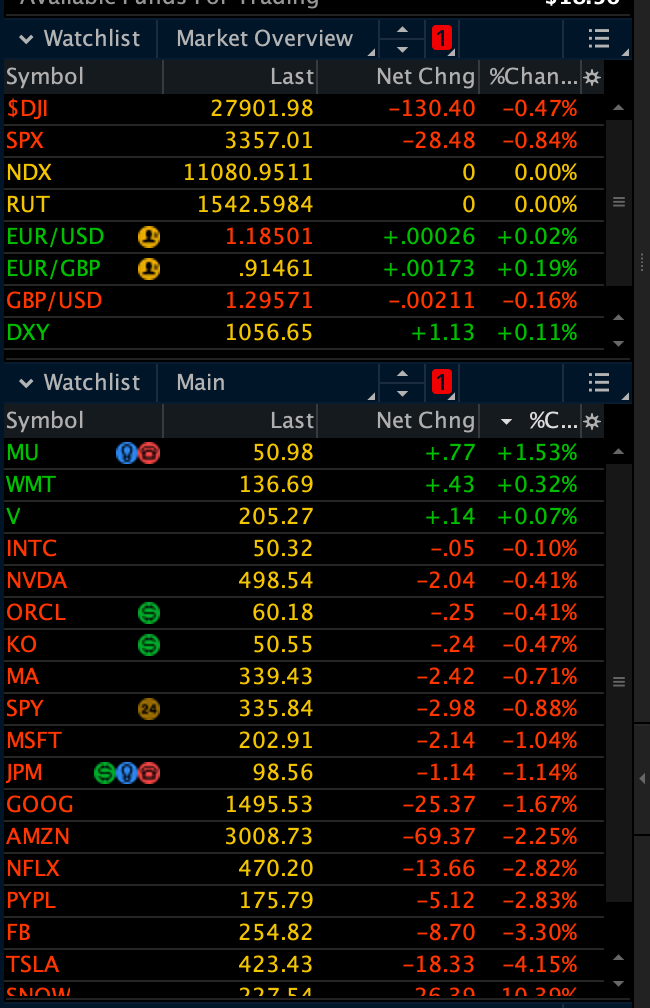 Available Funds For Trading $18.50
Watchlist Market Overview 1
Symbol Last Net Chng %Chan...
$DJI 27901.98 -130.40 -0.47%
SPX 3357.01 -28.48 -0.84%
NDX 11080.9511 0 0.00%
RUT 1542.5984 0 0.00%
EUR/USD 1.18501 +.00026 +0.02%
EUR/GBP .91461 +.00173 +0.19%
GBP/USD 1.29571 -.00211 -0.16%
DXY 1056.65 +1.13 +0.11%
Watchlist Main 1
Symbol Last Net Chng %C...
MU 50.98 +.77 +1.53%
WMT 136.69 +.43 +0.32%
V 205.27 +.14 +0.07%
INTC 50.32 -.05 -0.10%
NVDA 498.54 -2.04 -0.41%
ORCL 60.18 -.25 -0.41%
KO 50.55 -.24 -0.47%
MA 339.43 -2.42 -0.71%
SPY 24 335.84 -2.98 -0.88%
MSFT 202.91 -2.14 -1.04%
JPM 98.56 -1.14 -1.14%
GOOG 1495.53 -25.37 -1.67%
AMZN 3008.73 -69.37 -2.25%
NFLX 470.20 -13.66 -2.82%
PYPL 175.79 -5.12 -2.83%
FB 254.82 -8.70 -3.30%
TSLA 423.43 -18.33 -4.15%
SNOW 227.54 -26.39 -10.39%